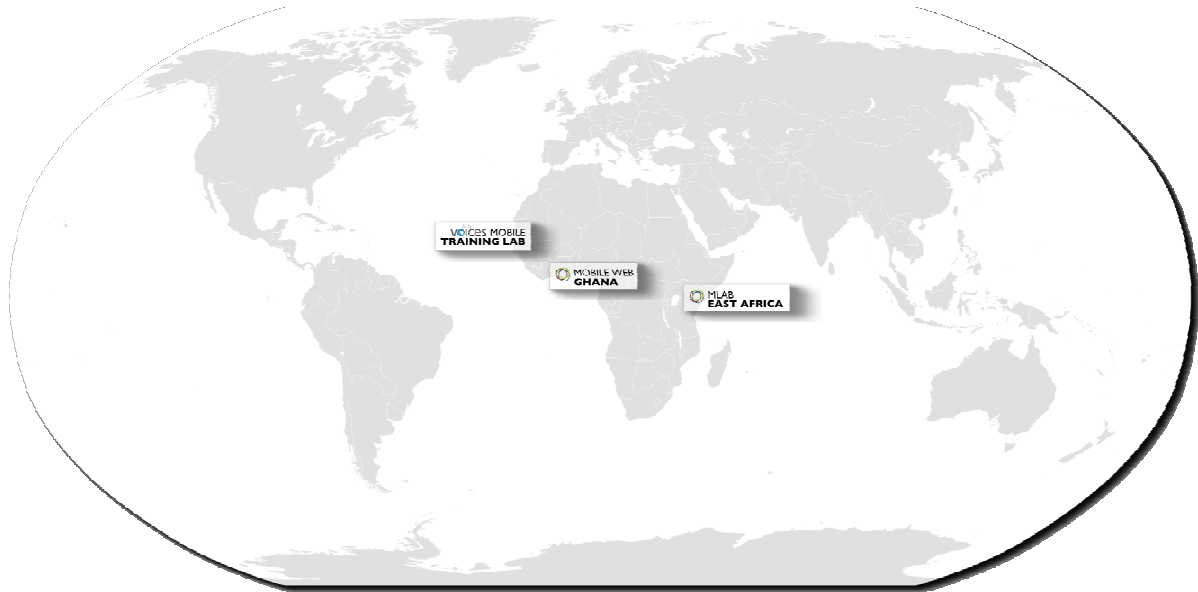 VOICES MOBILE
TRAINING LAB
MOBILE WEB
GHANA
MLAB
EAST AFRICA